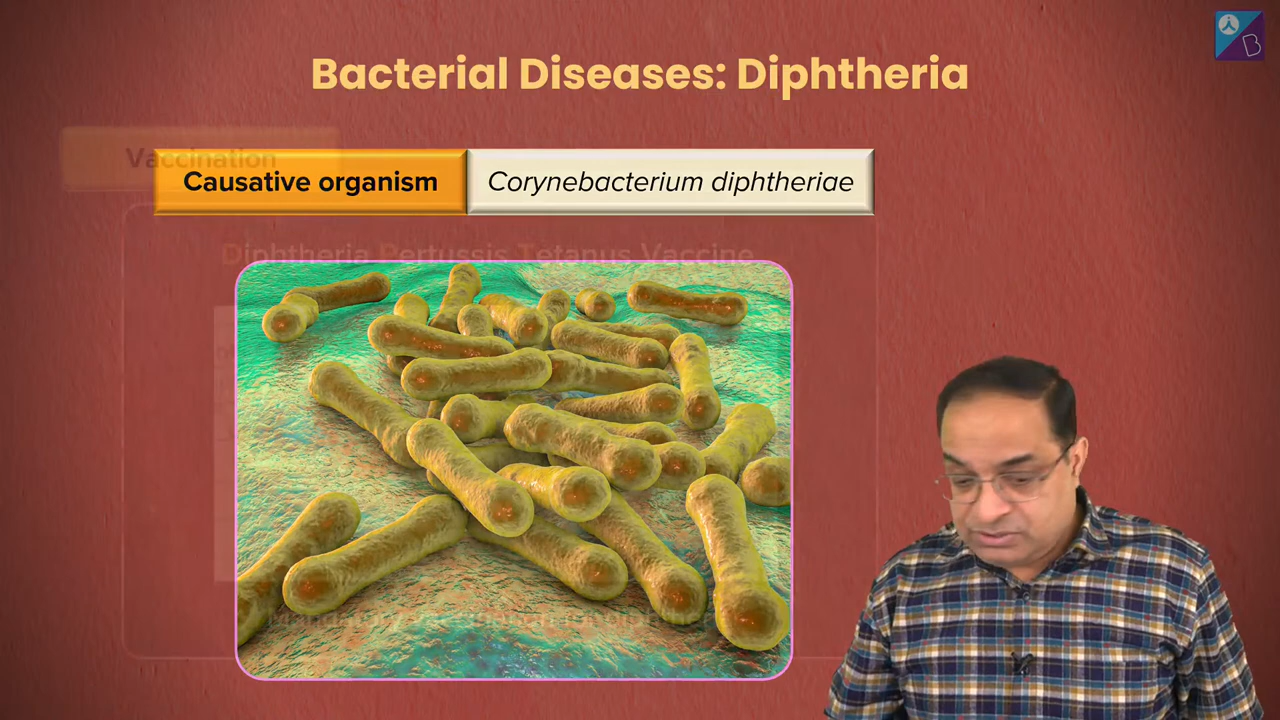 Bacterial Diseases: Diphtheria
Vaccination
Causative organism
Corynebacterium diphtheriae
Diphtheria Pertussis Tetanus Vaccine
B